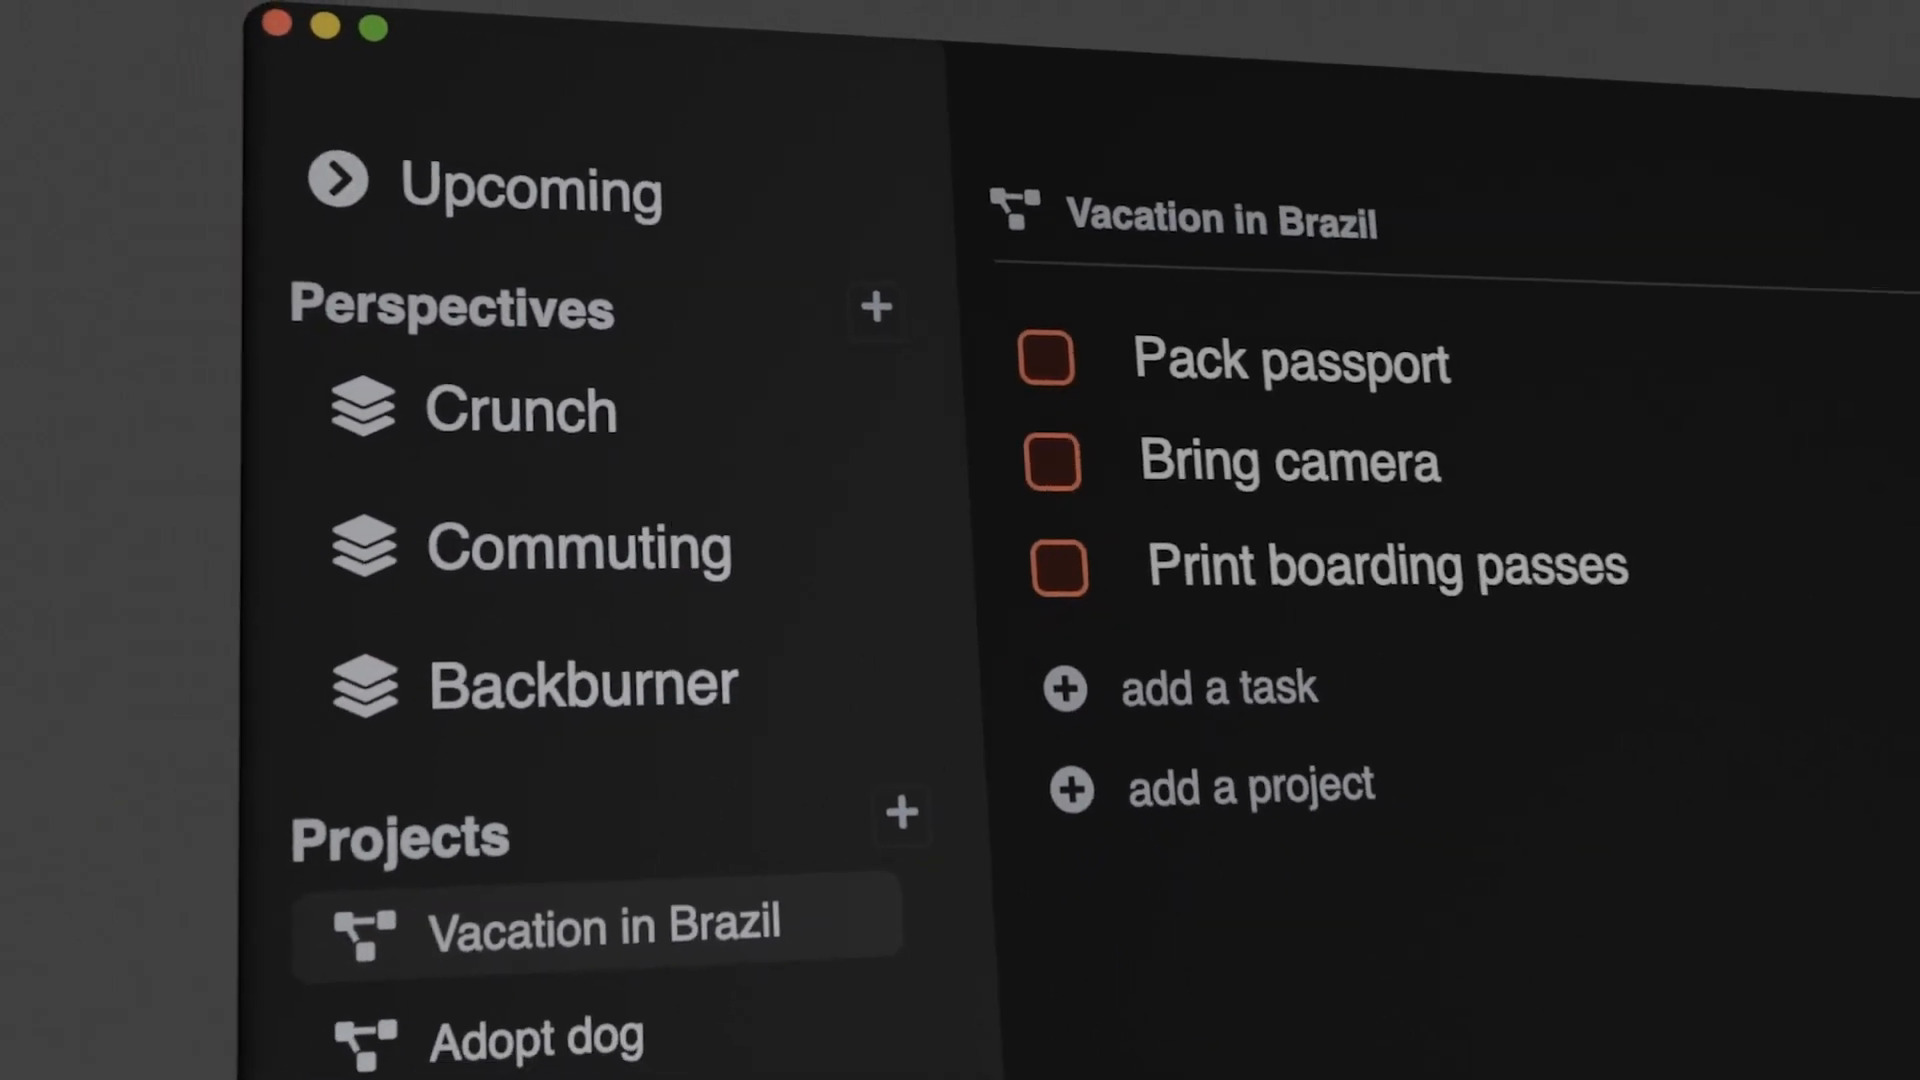 Upcoming
Perspectives
Crunch
Commuting
Backburner
Projects
Vacation in Brazil
Adopt dog
Vacation in Brazil
Pack passport
Bring camera
Print boarding passes
add a task
add a project